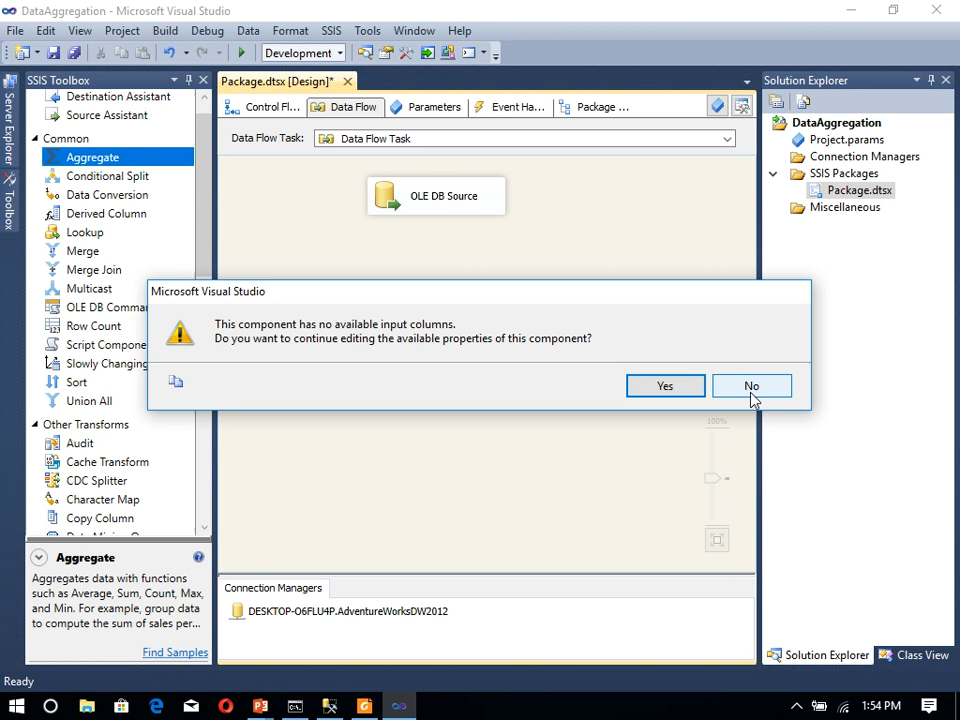 DataAggregation - Microsoft Visual Studio
File Edit View Project Build Debug Data Format SSIS Tools Window Help
Development
Server Explorer
Toolbox
SSIS Toolbox
Destination Assistant
Source Assistant
Common
Aggregate
Conditional Split
Data Conversion
Derived Column
Lookup
Merge
Merge Join
Multicast
OLE DB Comma
Row Count
Script Compone
Slowly Changing
Sort
Union All
Other Transforms
Audit
Cache Transform
CDC Splitter
Character Map
Copy Column
Aggregate
Aggregates data with functions
such as Average, Sum, Count, Max,
and Min. For example, group data
to compute the sum of sales per...
Find Samples
Package.dtsx [Design]*
Control Fl... Data Flow Parameters Event Ha... Package ...
Data Flow Task: Data Flow Task
OLE DB Source
Microsoft Visual Studio
This component has no available input columns.
Do you want to continue editing the available properties of this component?
Yes No
100%
Connection Managers
DESKTOP-O6FLU4P.AdventureWorksDW2012
Solution Explorer
DataAggregation
Project.params
Connection Managers
SSIS Packages
Package.dtsx
Miscellaneous
Solution Explorer Class View
Ready
1:54 PM